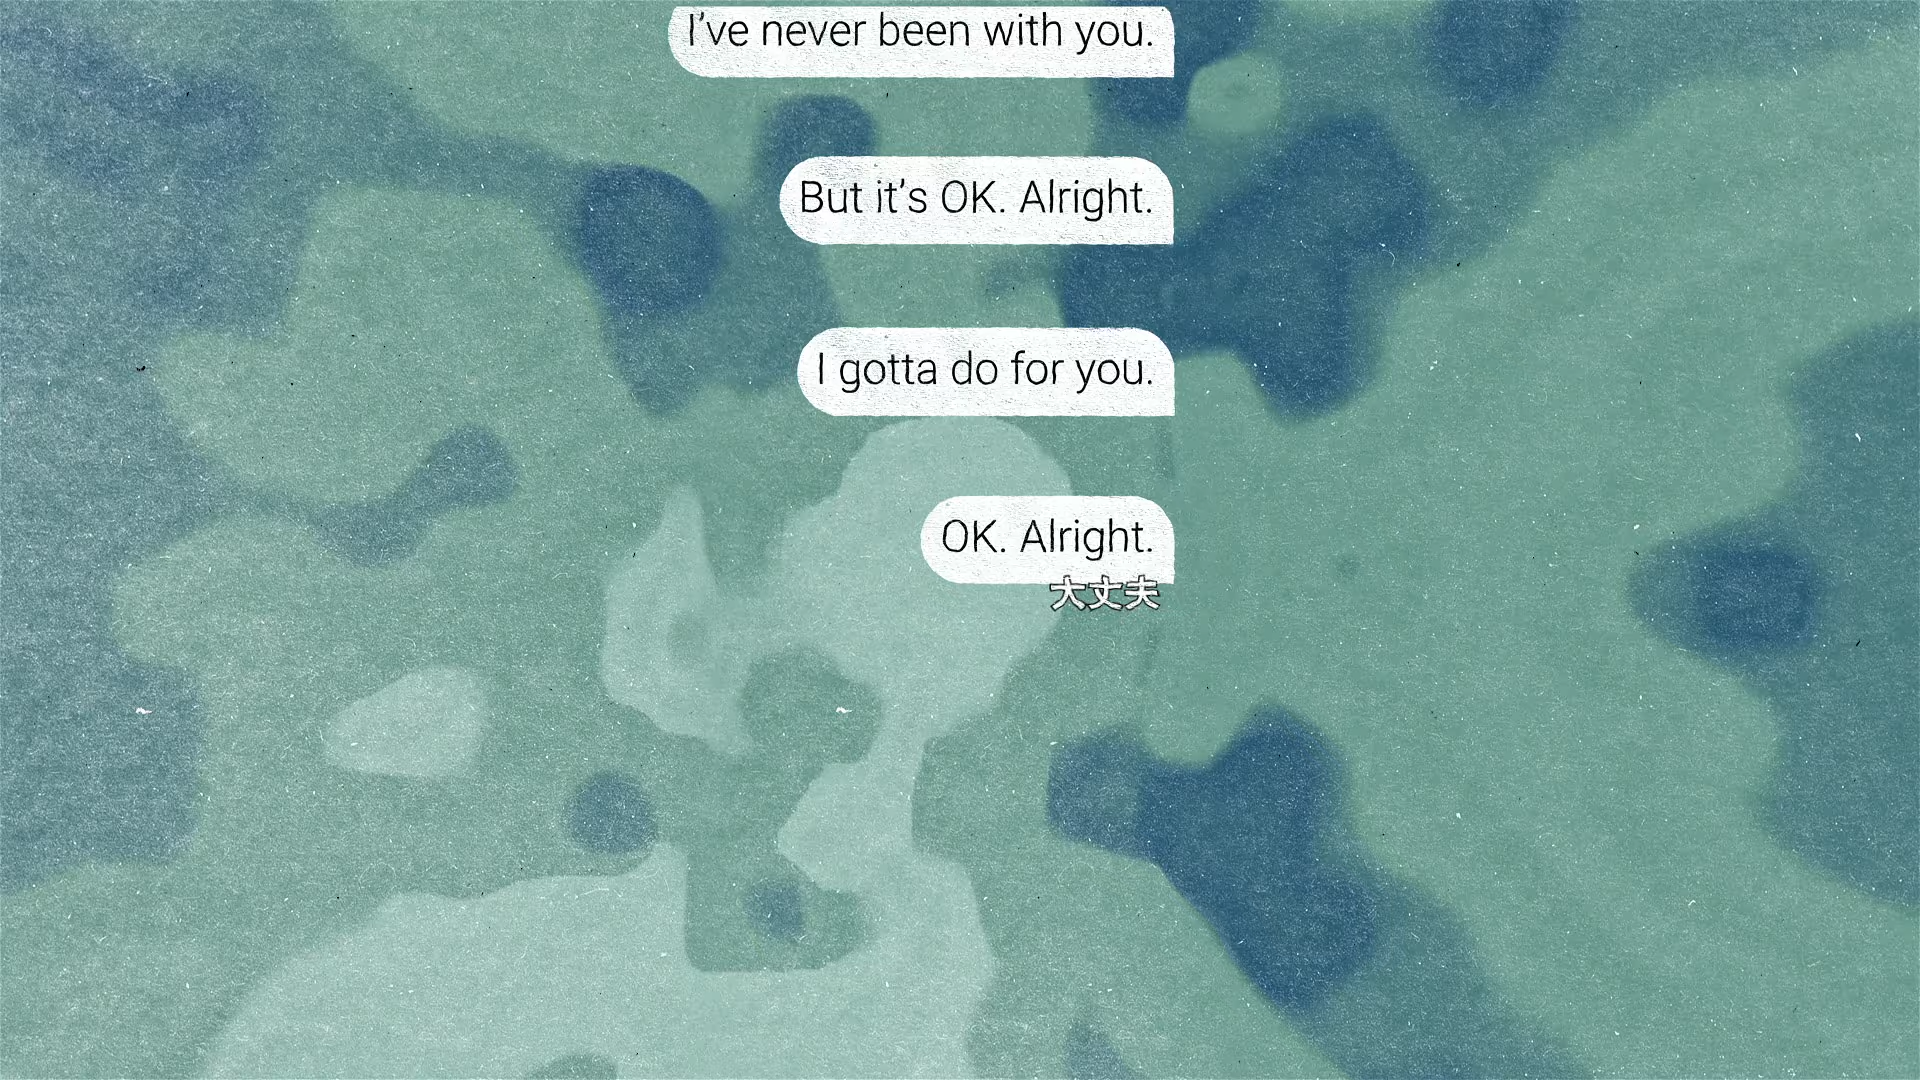 I’ve never been with you.
But it’s OK. Alright.
I gotta do for you.
OK. Alright.
大丈夫